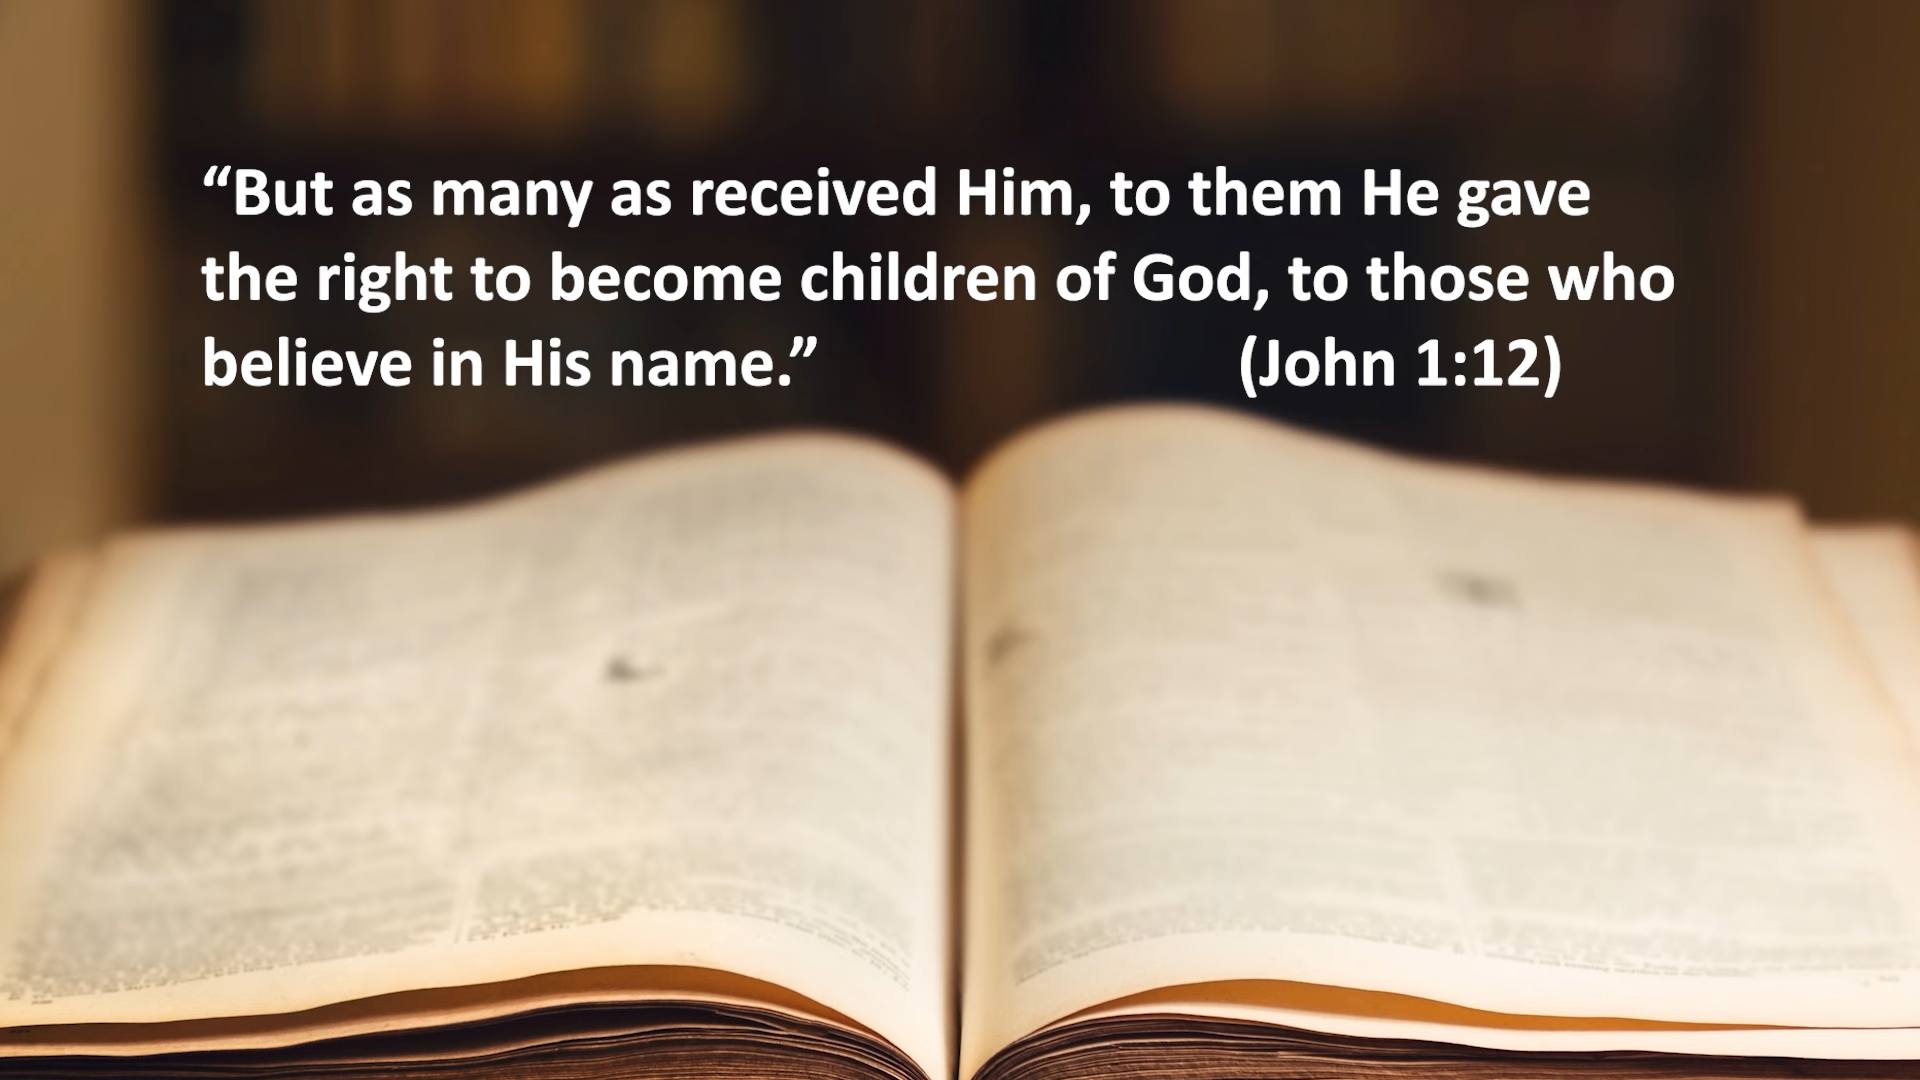 “But as many as received Him, to them He gave
the right to become children of God, to those who
believe in His name.” (John 1:12)